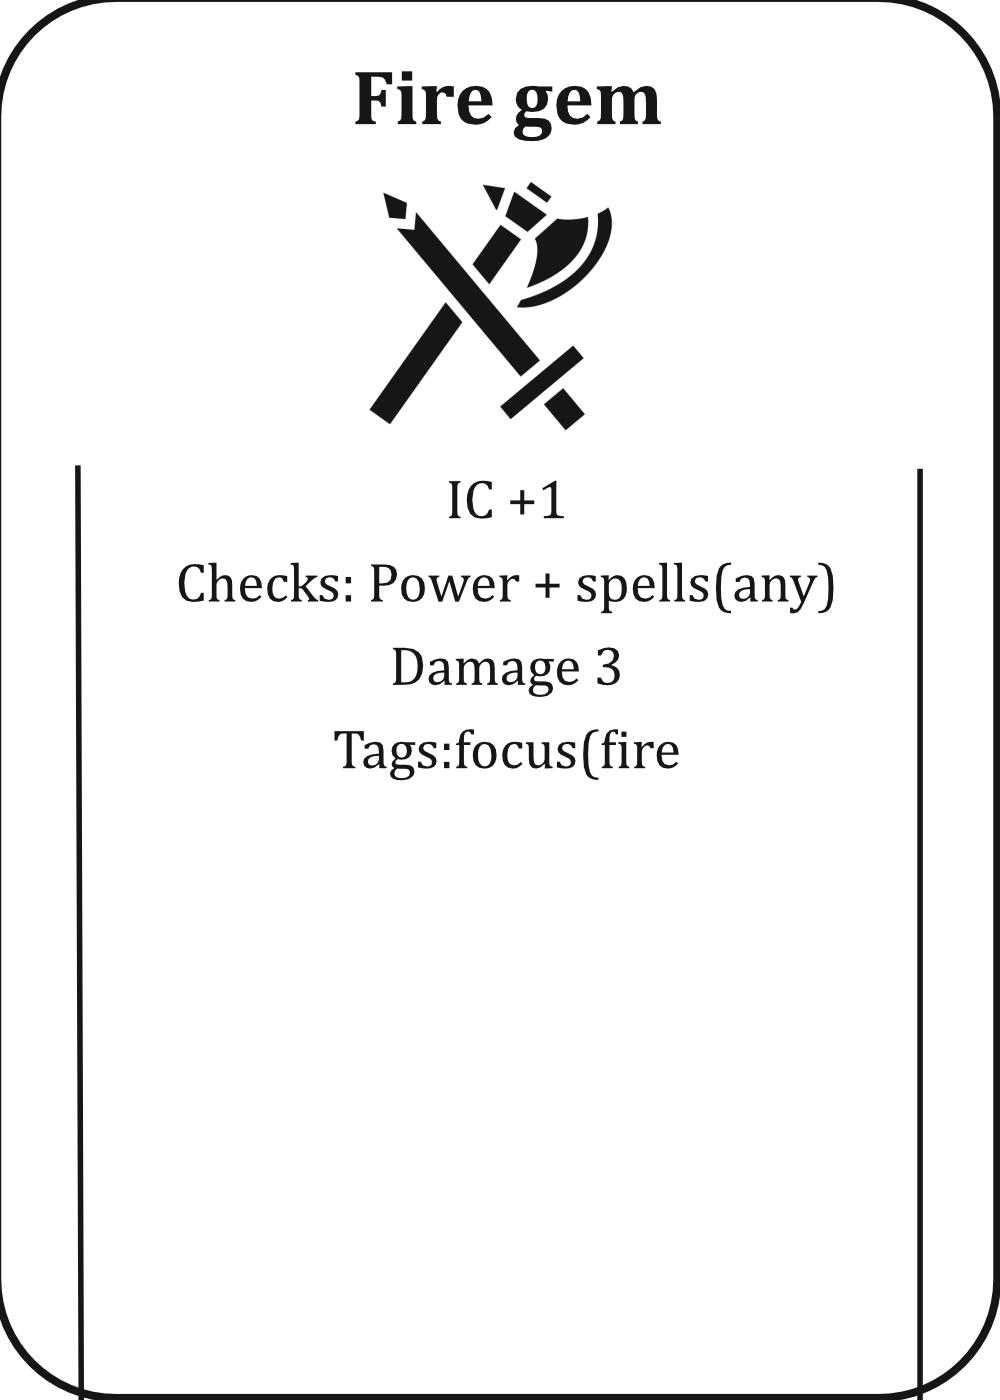 Fire gem
IC +1
Checks: Power + spells(any)
Damage 3
Tags:focus(fire